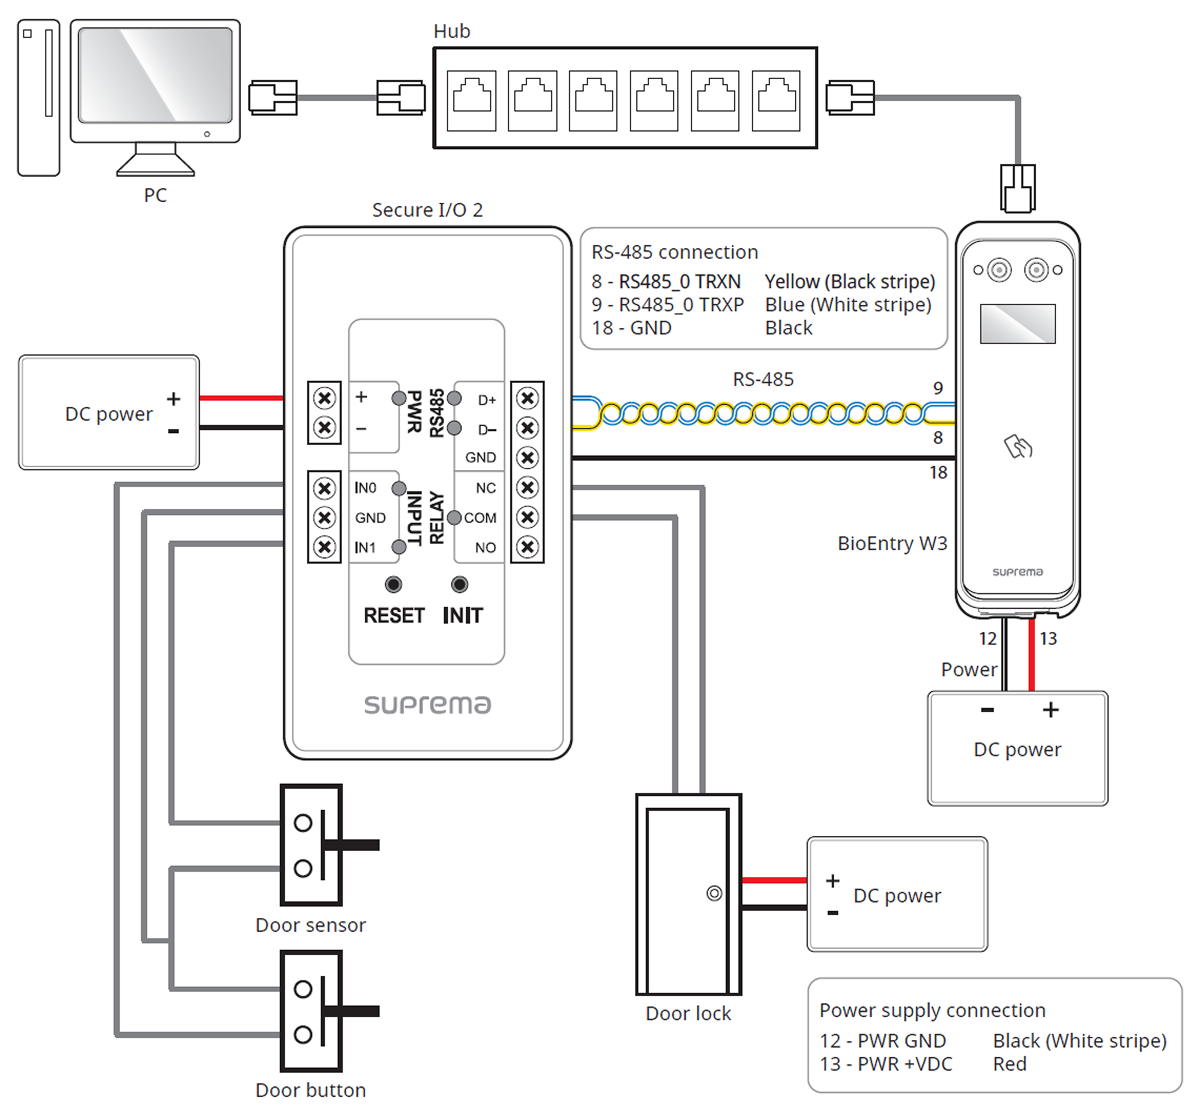 Hub
PC
Secure I/O 2
RS-485 connection
8 - RS485_0 TRXN Yellow (Black stripe)
9 - RS485_0 TRXP Blue (White stripe)
18 - GND Black
RS-485
9
8
18
DC power
+
-
+
-
PWR
RS485
D+
D-
GND
IN0
GND
IN1
INPUT
RELAY
NC
COM
NO
RESET INIT
suprema
BioEntry W3
suprema
12
13
Power
- +
DC power
Door sensor
Door button
Door lock
+
-
DC power
Power supply connection
12 - PWR GND Black (White stripe)
13 - PWR +VDC Red